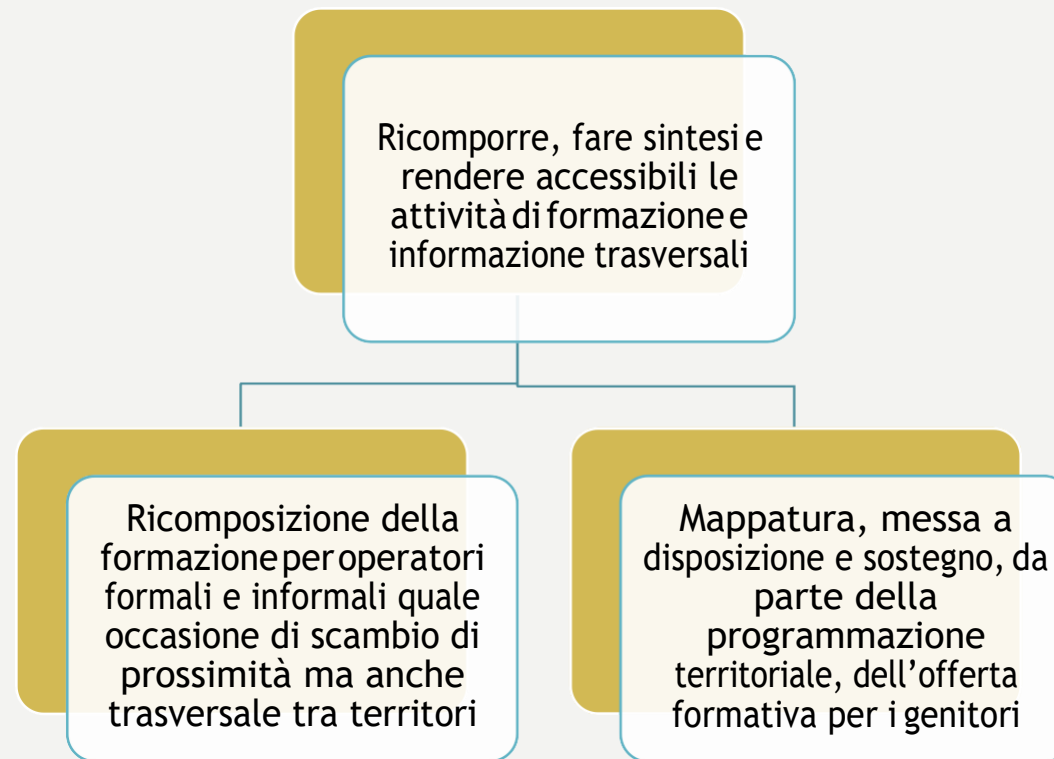 Ricomporre, fare sintesi e
rendere accessibili le
attività di formazione e
informazione trasversali
Ricomposizione della
formazione per operatori
formali e informali quale
occasione di scambio di
prossimità ma anche
trasversale tra territori
Mappatura, messa a
disposizione e sostegno, da
parte della
programmazione
territoriale, dell’offerta
formativa per i genitori